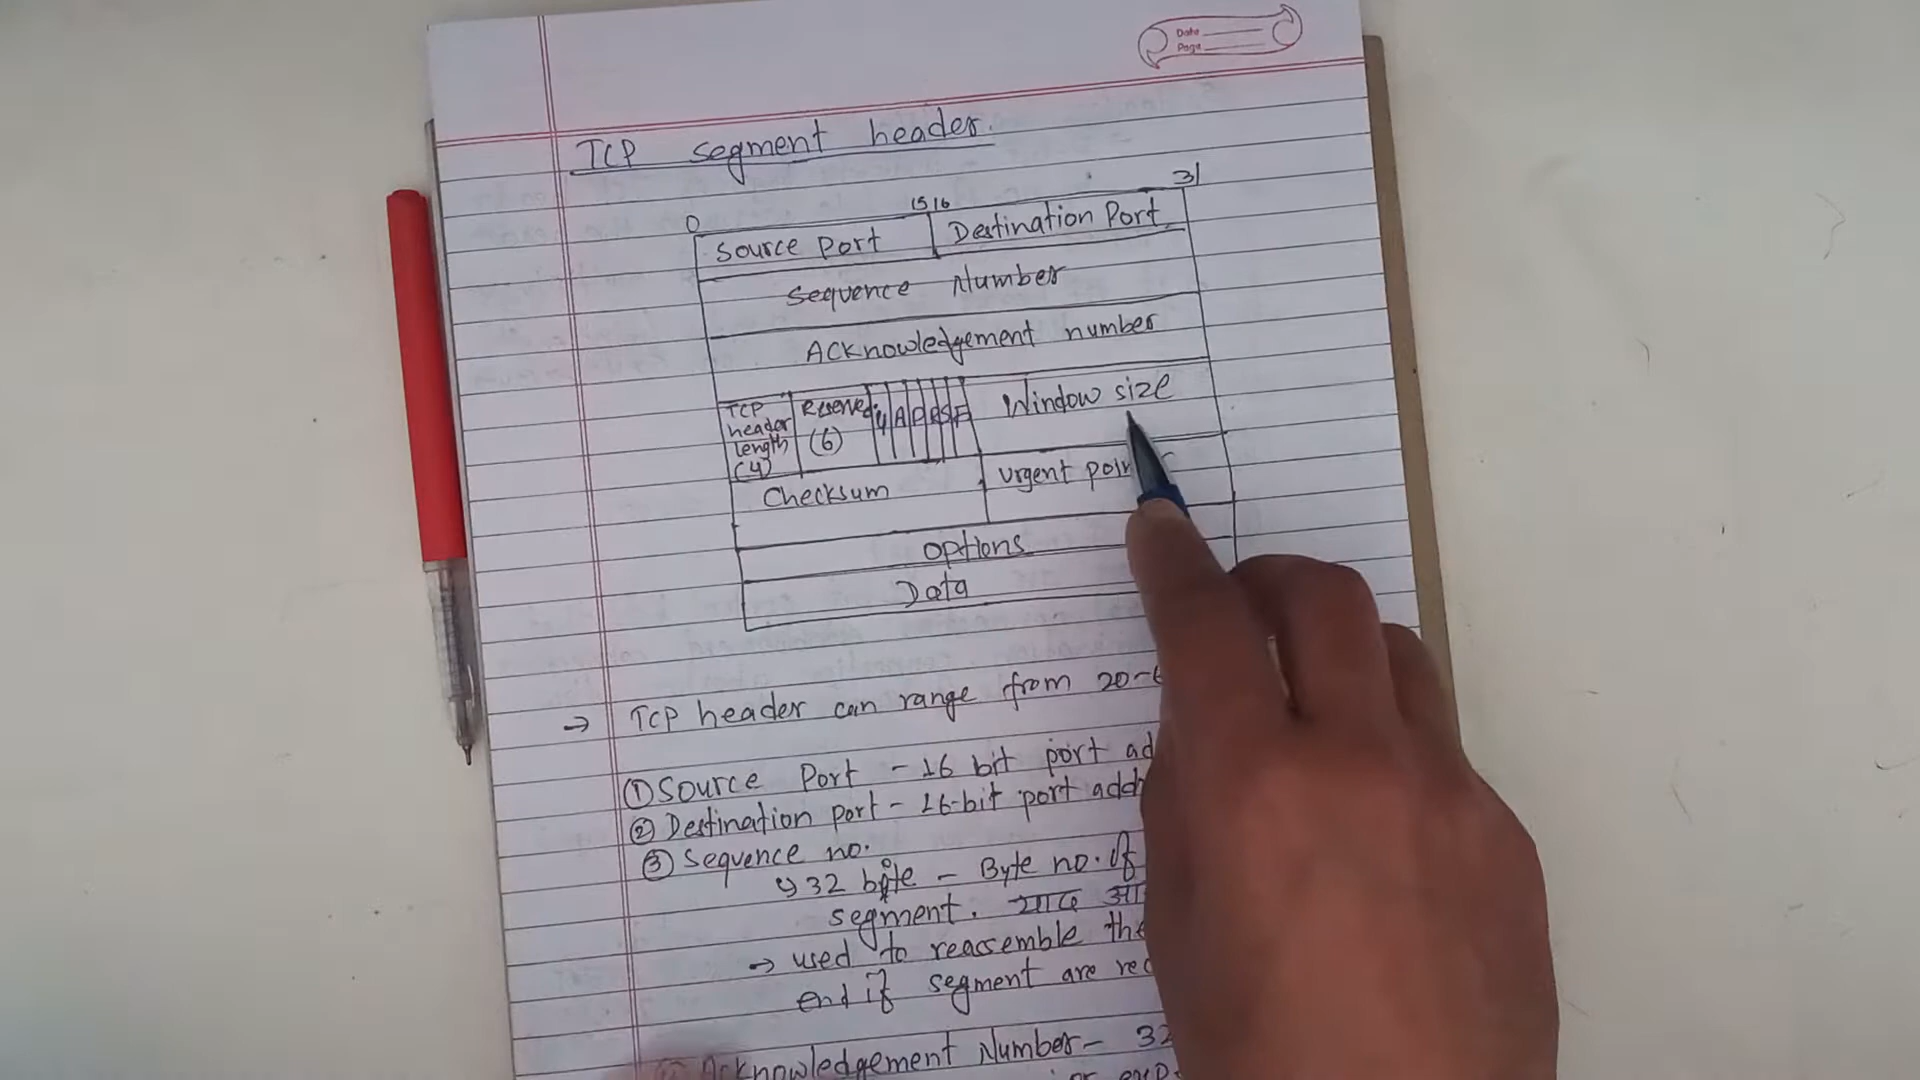 Date
Page
TCP segment header.
0 15 16 31
Source Port Destination Port
Sequence Number
Acknowledgement number
TCP header length (4) Reserved (6) U A P R S F Window size
Checksum urgent
options
Data
→ TCP header can range from 20-
① Source Port - 16 bit port
② Destination port - 16-bit port
③ Sequence no.
↳ 32 bite - Byte no. of
segment.
→ used to reassemble the
end if segment are
Acknowledgement Number - 32
or